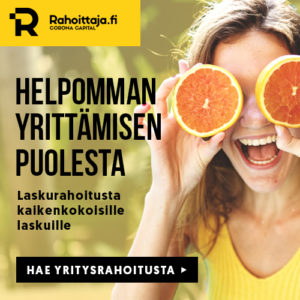 Rahoittaja.fi
CORONA CAPITAL
HELPOMMAN
YRITTÄMISEN
PUOLESTA
Laskurahoitusta
kaikenkokoisille
laskuille
HAE YRITYSRAHOITUSTA